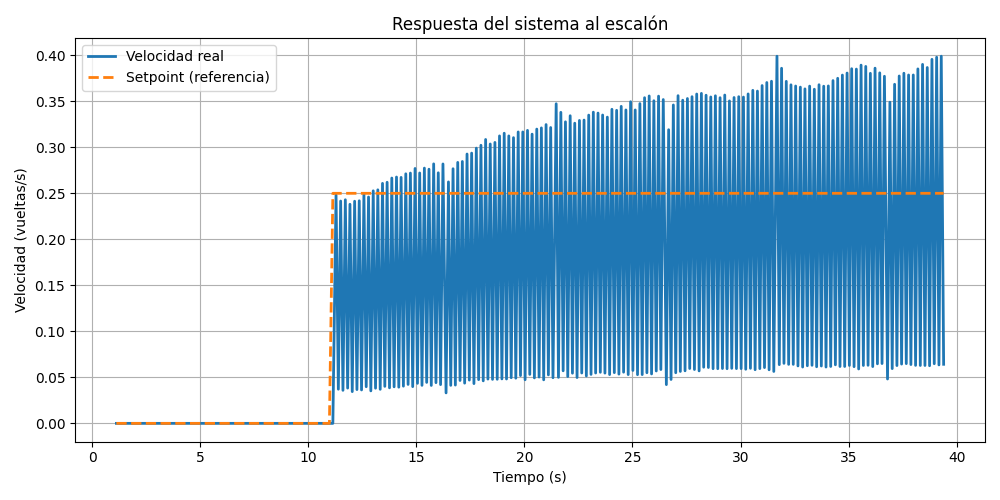 Respuesta del sistema al escalón
Velocidad real
Setpoint (referencia)
Velocidad (vueltas/s)
0.40
0.35
0.30
0.25
0.20
0.15
0.10
0.05
0.00
0 5 10 15 20 25 30 35 40
Tiempo (s)